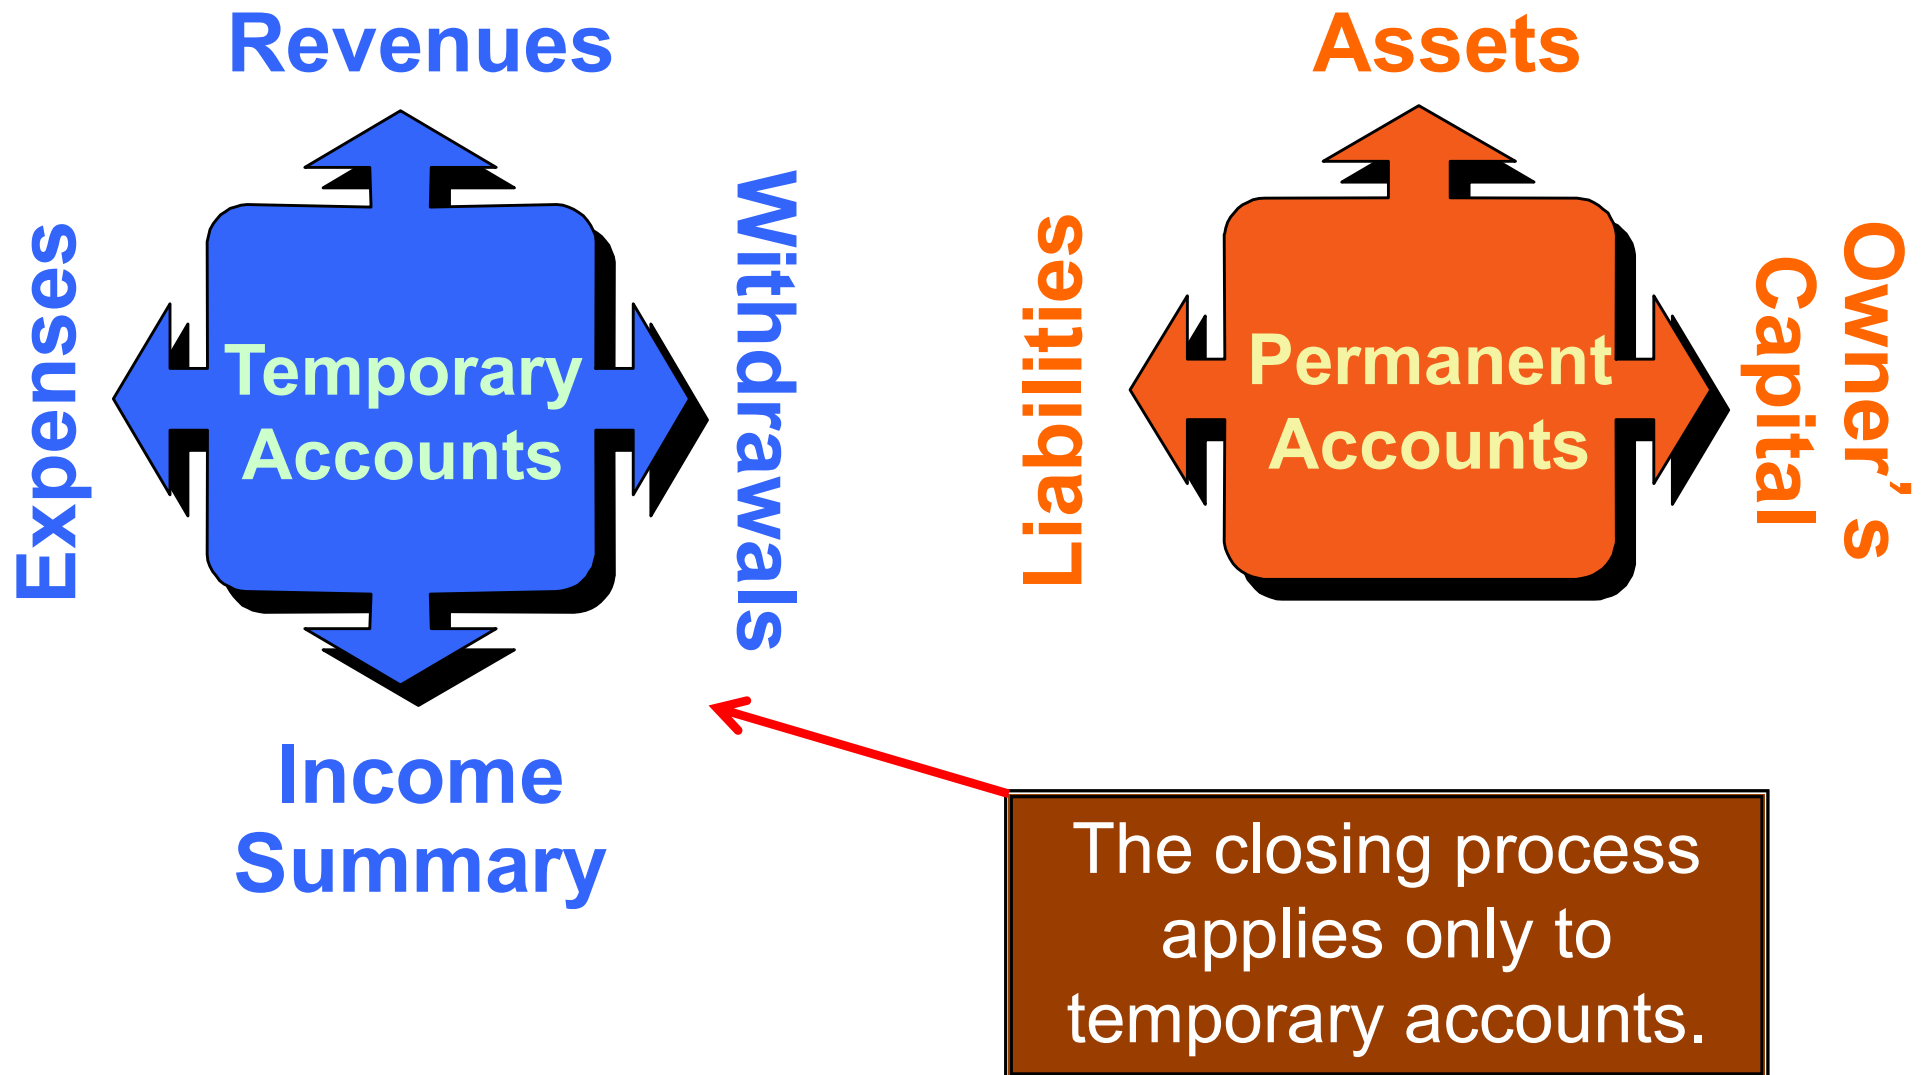 Revenues
Expenses
Temporary
Accounts
Withdrawals
Income
Summary
Assets
Liabilities
Permanent
Accounts
Owner’s
Capital
The closing process
applies only to
temporary accounts.